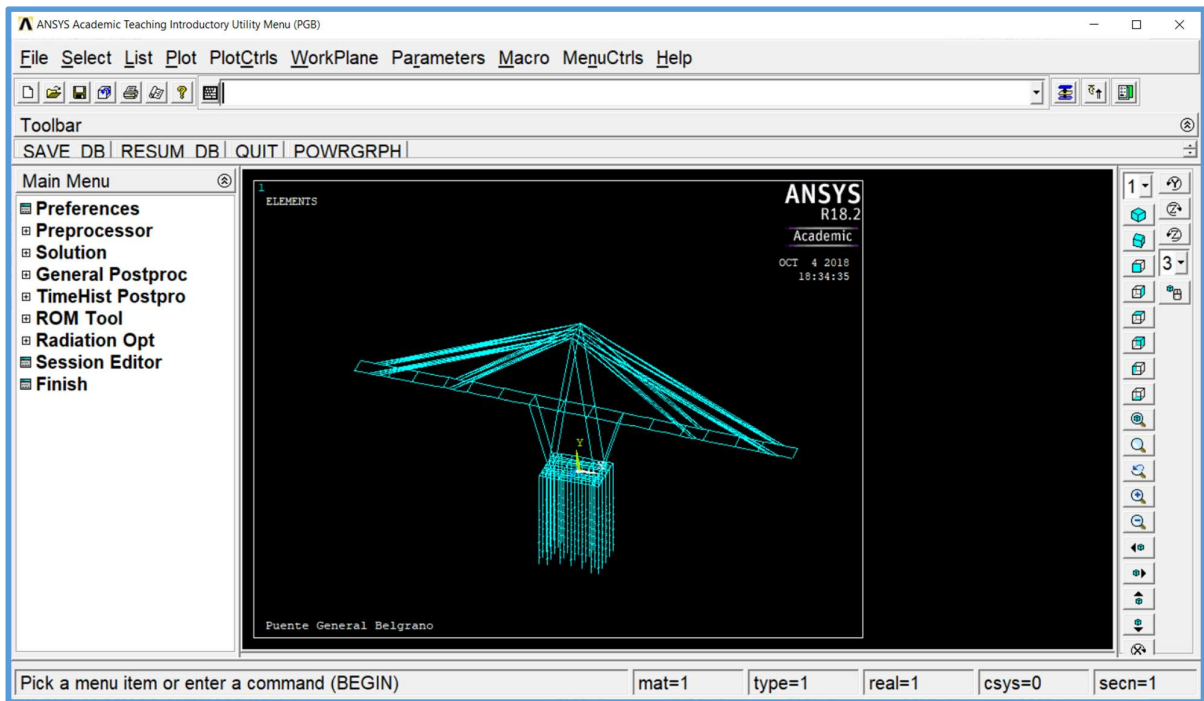 ANSYS Academic Teaching Introductory Utility Menu (PGB)
File Select List Plot PlotCtrls WorkPlane Parameters Macro MenuCtrls Help
Toolbar
SAVE_DB RESUM_DB QUIT POWRGRPH
Main Menu
Preferences
Preprocessor
Solution
General Postproc
TimeHist Postpro
ROM Tool
Radiation Opt
Session Editor
Finish
1
ELEMENTS
ANSYS
R18.2
Academic
OCT 4 2018
18:34:35
Y
Puente General Belgrano
1
3
Pick a menu item or enter a command (BEGIN)
mat=1
type=1
real=1
csys=0
secn=1